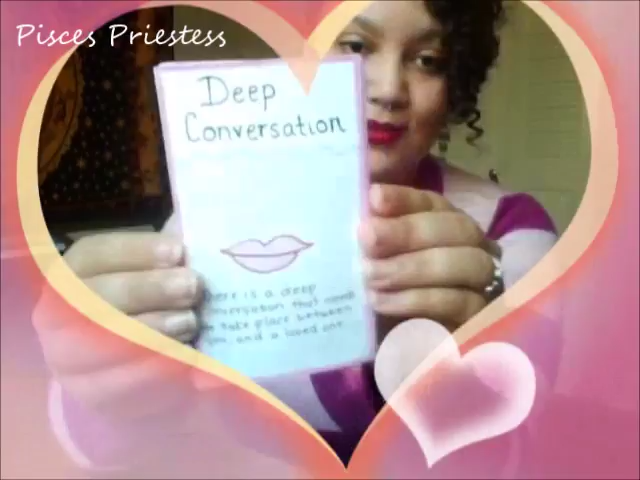 Pisces Priestess
Deep
Conversation
There is a deep
conversation that needs
to take place between
you and a loved one.